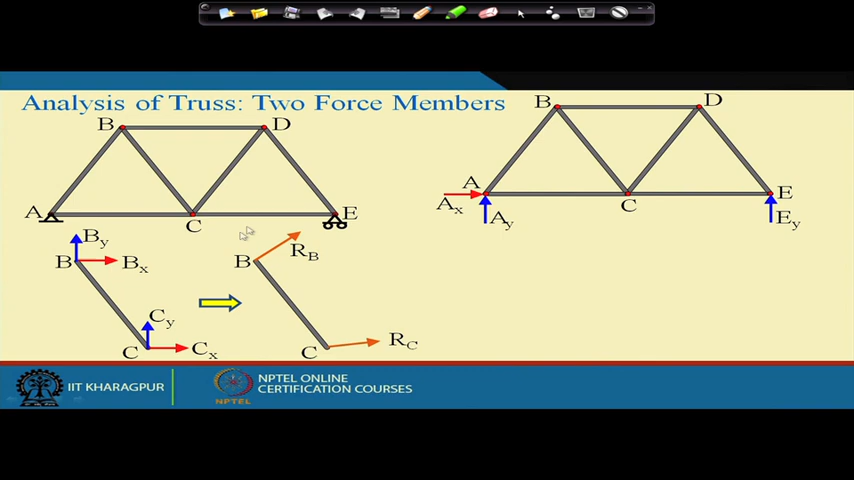 Analysis of Truss: Two Force Members
B D
A C E
B D
A C E
Ax Ay Ey
By
B Bx
Cy
C Cx
B RB
C RC
IIT KHARAGPUR
NPTEL
NPTEL ONLINE
CERTIFICATION COURSES